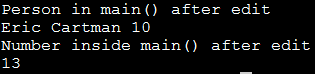 Person in main() after edit
Eric Cartman 10
Number inside main() after edit
13